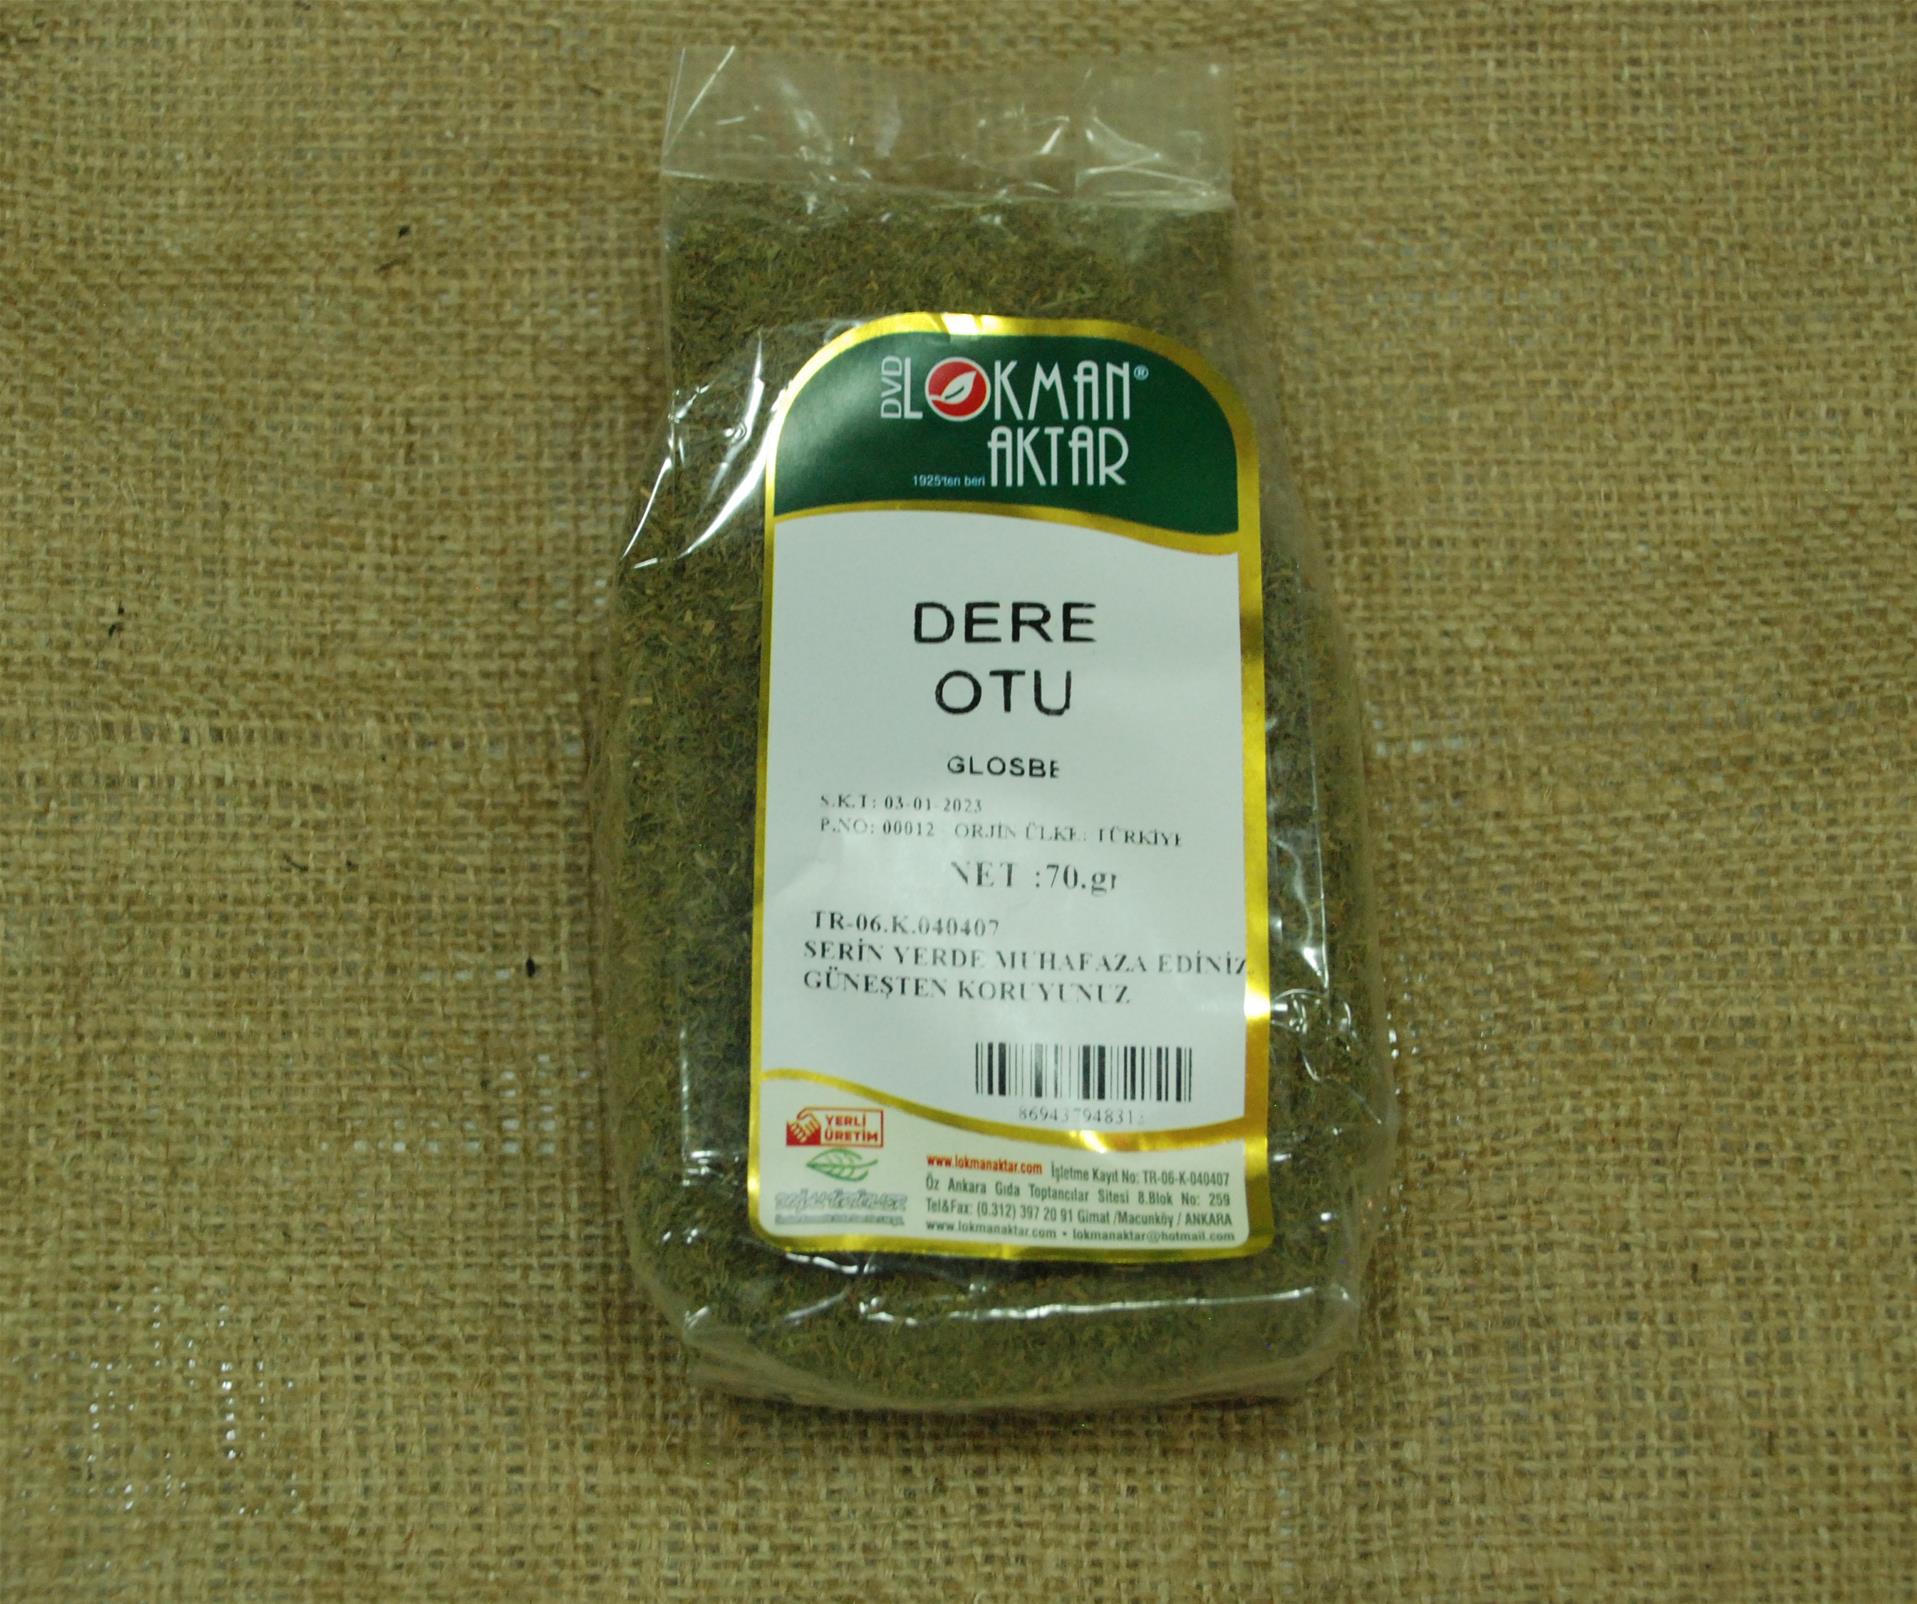 DVD LOKMAN®
1925'ten beri AKTAR
DERE
OTU
GLOSBE
S.K.T: 03-01-2023
P.NO: 00012 ORJİN ÜLKE: TÜRKİYE
NET :70.gr
TR-06.K.040407
SERİN YERDE MUHAFAZA EDİNİZ
GÜNEŞTEN KORUYUNUZ
YERLİ
ÜRETİM
www.lokmanaktar.com İşletme Kayıt No: TR-06-K-040407
Öz Ankara Gıda Toptancılar Sitesi 8.Blok No: 259
Tel&Fax: (0.312) 397 20 91 Gimat /Macunköy / ANKARA
www.lokmanaktar.com • lokmanaktar@hotmail.com